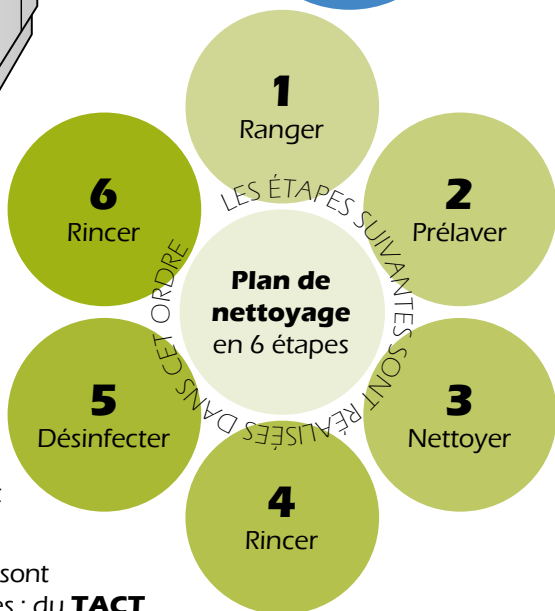 1
Ranger
2
Prélaver
3
Nettoyer
4
Rincer
5
Désinfecter
6
Rincer
LES ÉTAPES SUIVANTES SONT RÉALISÉES DANS CET ORDRE
Plan de
nettoyage
en 6 étapes
sont
: du TACT